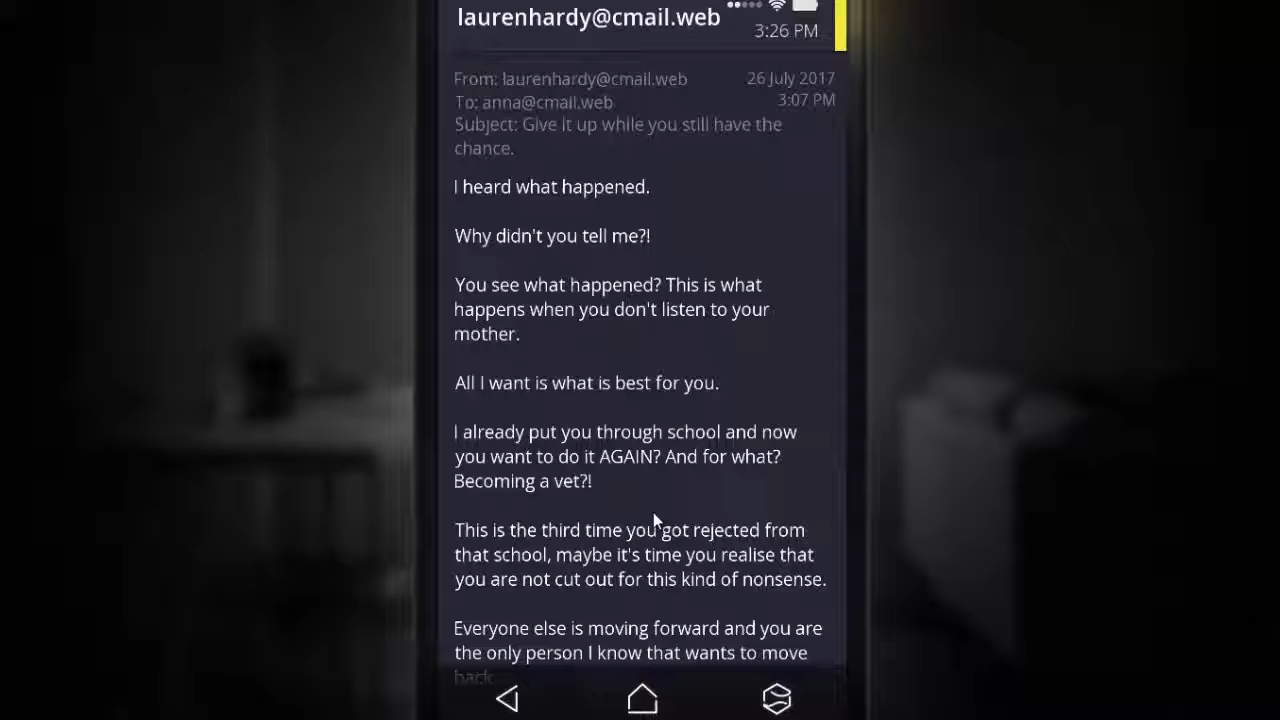 laurenhardy@cmail.web
3:26 PM
From: laurenhardy@cmail.web
26 July 2017
To: anna@cmail.web
3:07 PM
Subject: Give it up while you still have the
chance.
I heard what happened.
Why didn't you tell me?!
You see what happened? This is what
happens when you don't listen to your
mother.
All I want is what is best for you.
I already put you through school and now
you want to do it AGAIN? And for what?
Becoming a vet?!
This is the third time you got rejected from
that school, maybe it's time you realise that
you are not cut out for this kind of nonsense.
Everyone else is moving forward and you are
the only person I know that wants to move
back